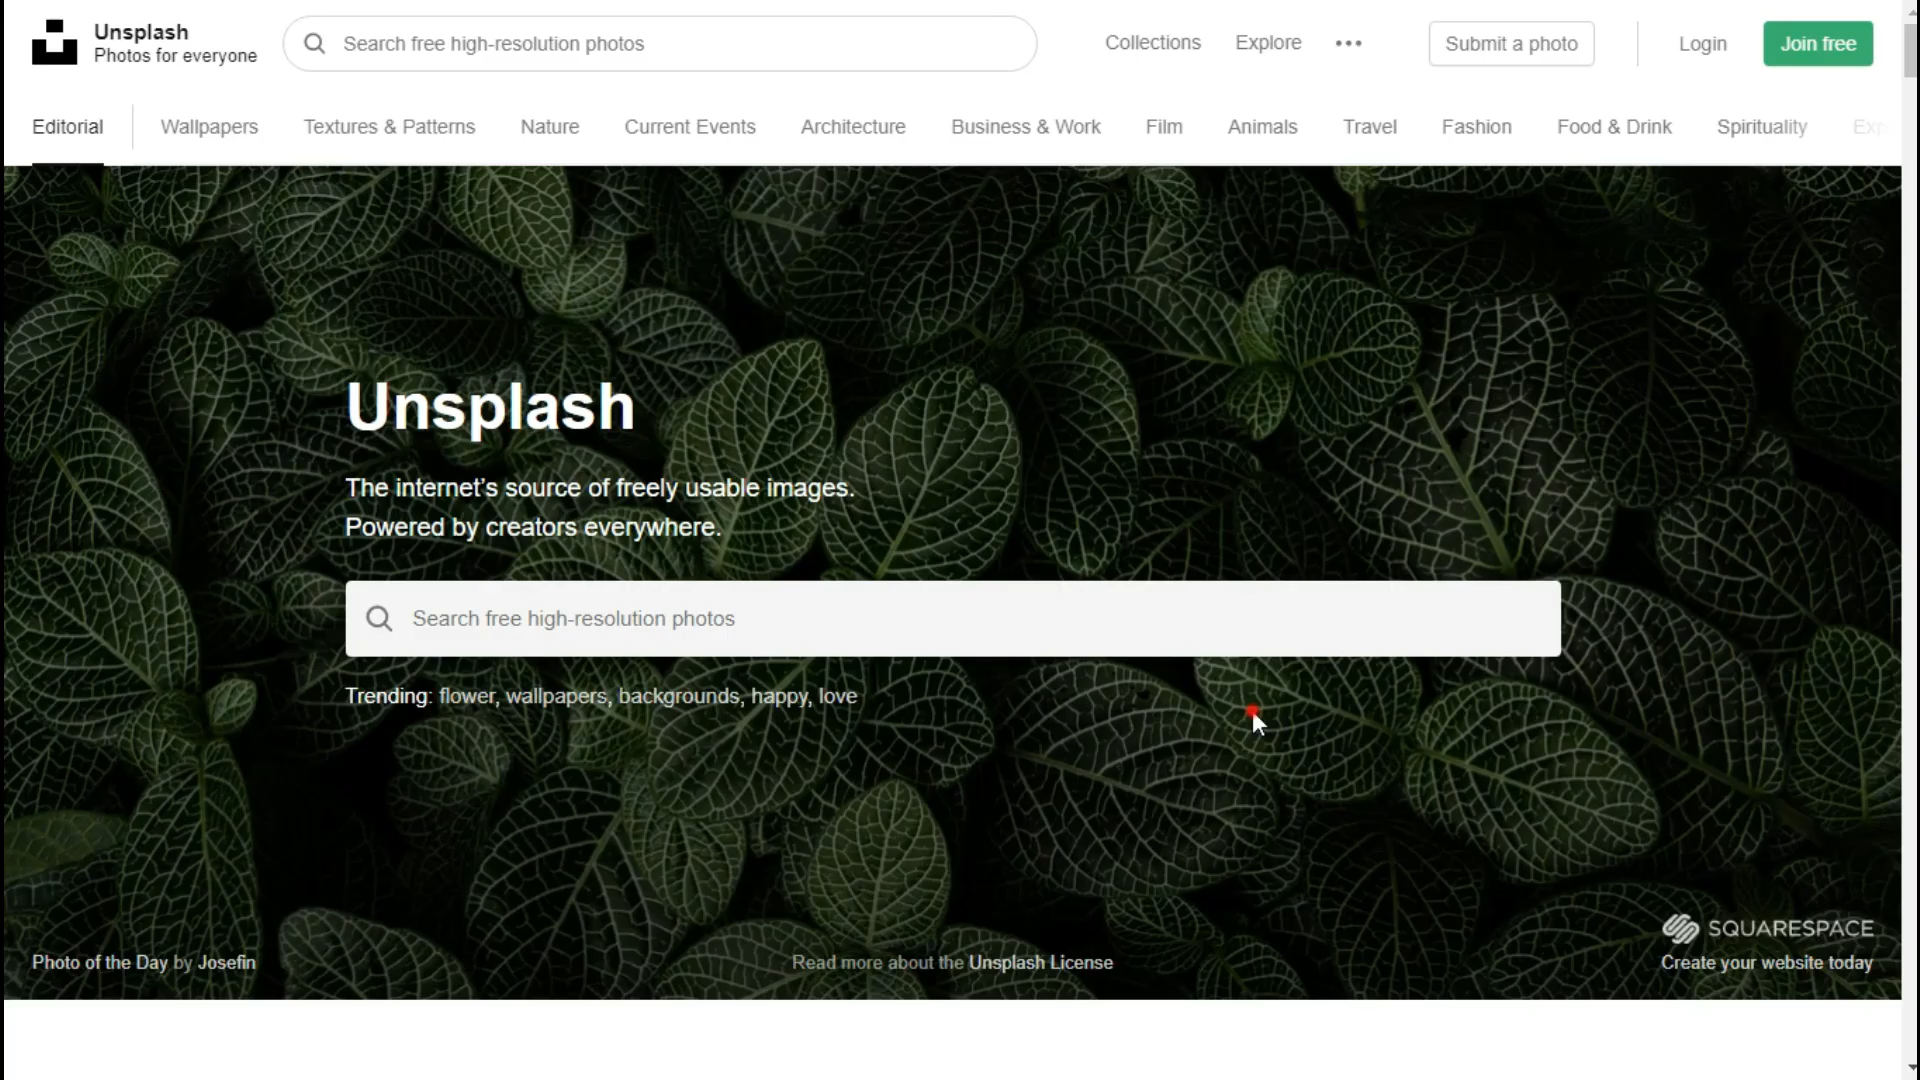 Unsplash
Photos for everyone
Search free high-resolution photos
Collections
Explore
Submit a photo
Login
Join free
Editorial
Wallpapers
Textures & Patterns
Nature
Current Events
Architecture
Business & Work
Film
Animals
Travel
Fashion
Food & Drink
Spirituality
Unsplash
The internet's source of freely usable images.
Powered by creators everywhere.
Search free high-resolution photos
Trending: flower, wallpapers, backgrounds, happy, love
SQUARESPACE
Photo of the Day by Josefin
Read more about the Unsplash License
Create your website today